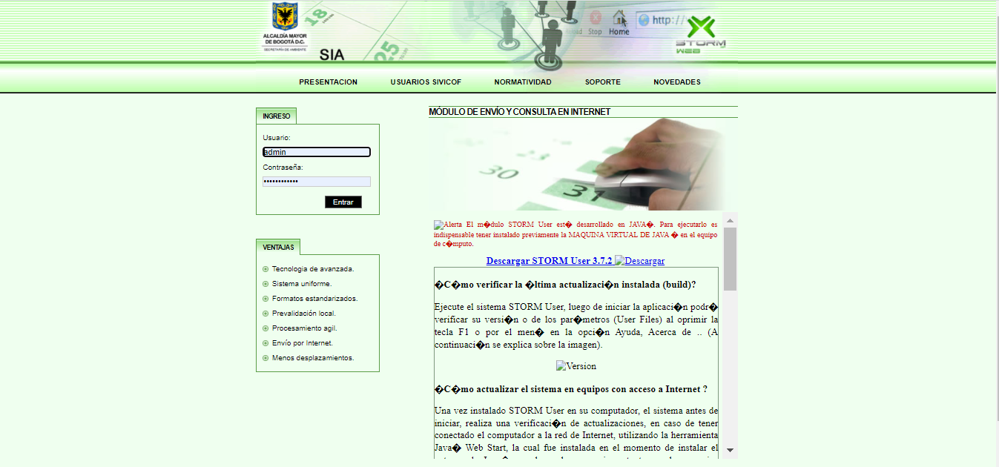 ALCALDÍA MAYOR
DE BOGOTÁ D.C.
SECRETARÍA DE AMBIENTE
SIA
18
25
Stop
Home
http://
STORM
WEB
PRESENTACION USUARIOS SIVICOF NORMATIVIDAD SOPORTE NOVEDADES
INGRESO
Usuario:
admin
Contraseña:
••••••••••••
Entrar
VENTAJAS
Tecnologia de avanzada.
Sistema uniforme.
Formatos estandarizados.
Prevalidación local.
Procesamiento agil.
Envío por Internet.
Menos desplazamientos.
MÓDULO DE ENVÍO Y CONSULTA EN INTERNET
30
31
Alerta El m�dulo STORM User est� desarrollado en JAVA�. Para ejecutarlo es
indispensable tener instalado previamente la MAQUINA VIRTUAL DE JAVA � en el equipo
de c�mputo.
Descargar STORM User 3.7.2 Descargar
�C�mo verificar la �ltima actualizaci�n instalada (build)?
Ejecute el sistema STORM User, luego de iniciar la aplicaci�n podr�
verificar su versi�n o de los par�metros (User Files) al oprimir la
tecla F1 o por el men� en la opci�n Ayuda, Acerca de .. (A
continuaci�n se explica sobre la imagen).
Version
�C�mo actualizar el sistema en equipos con acceso a Internet ?
Una vez instalado STORM User en su computador, el sistema antes de
iniciar, realiza una verificaci�n de actualizaciones, en caso de tener
conectado el computador a la red de Internet, utilizando la herramienta
Java� Web Start, la cual fue instalada en el momento de instalar el